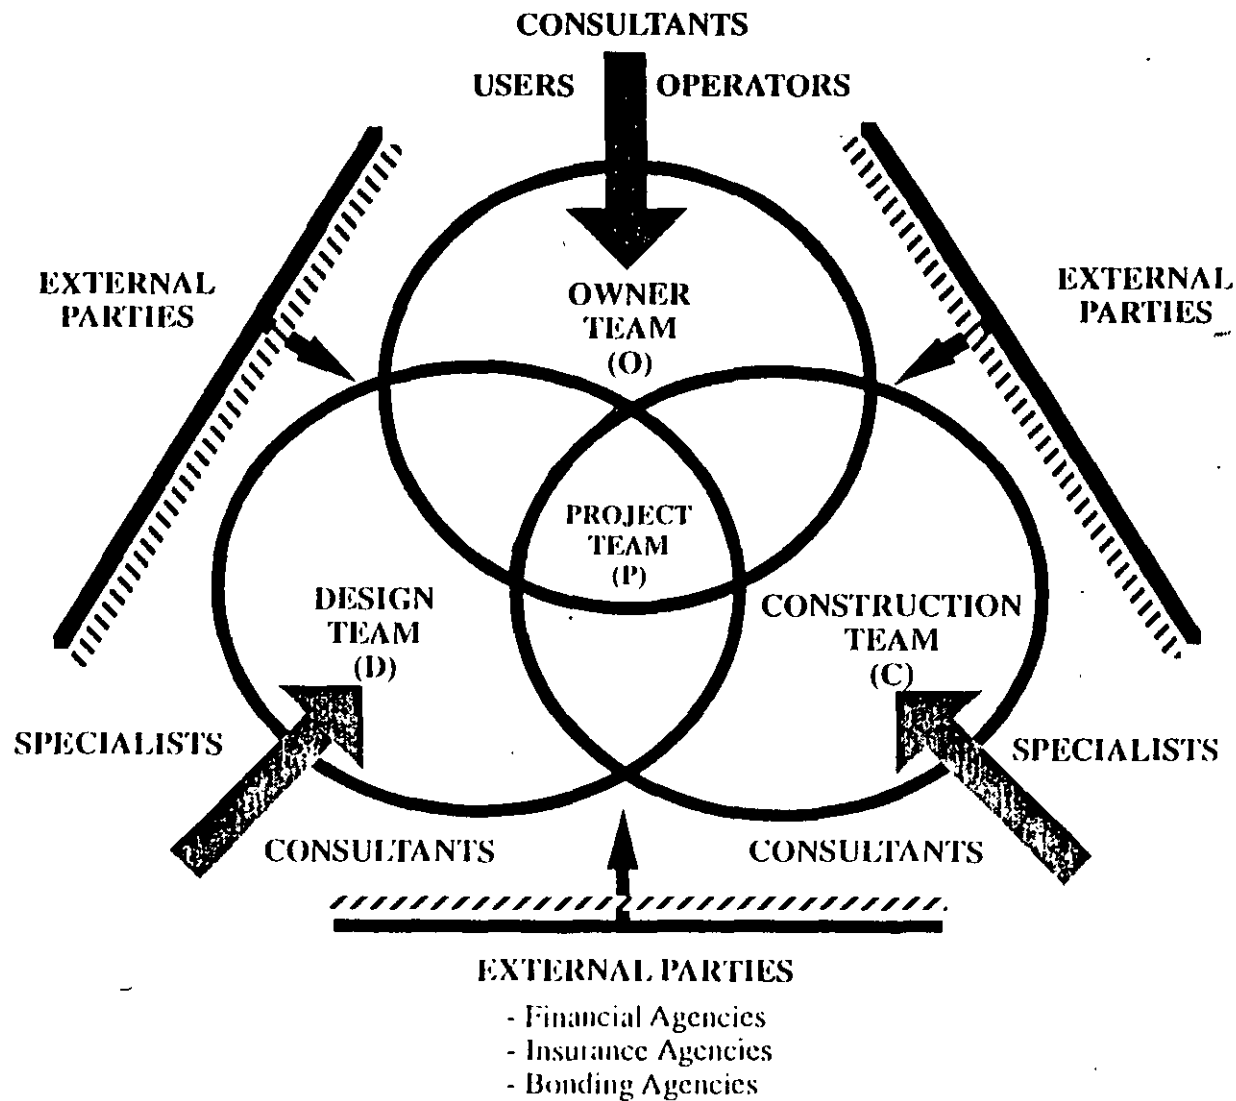 CONSULTANTS
USERS OPERATORS
EXTERNAL
PARTIES
EXTERNAL
PARTIES
OWNER
TEAM
(O)
PROJECT
TEAM
(P)
DESIGN
TEAM
(D)
CONSTRUCTION
TEAM
(C)
SPECIALISTS
SPECIALISTS
CONSULTANTS
CONSULTANTS
EXTERNAL PARTIES
- Financial Agencies
- Insurance Agencies
- Bonding Agencies